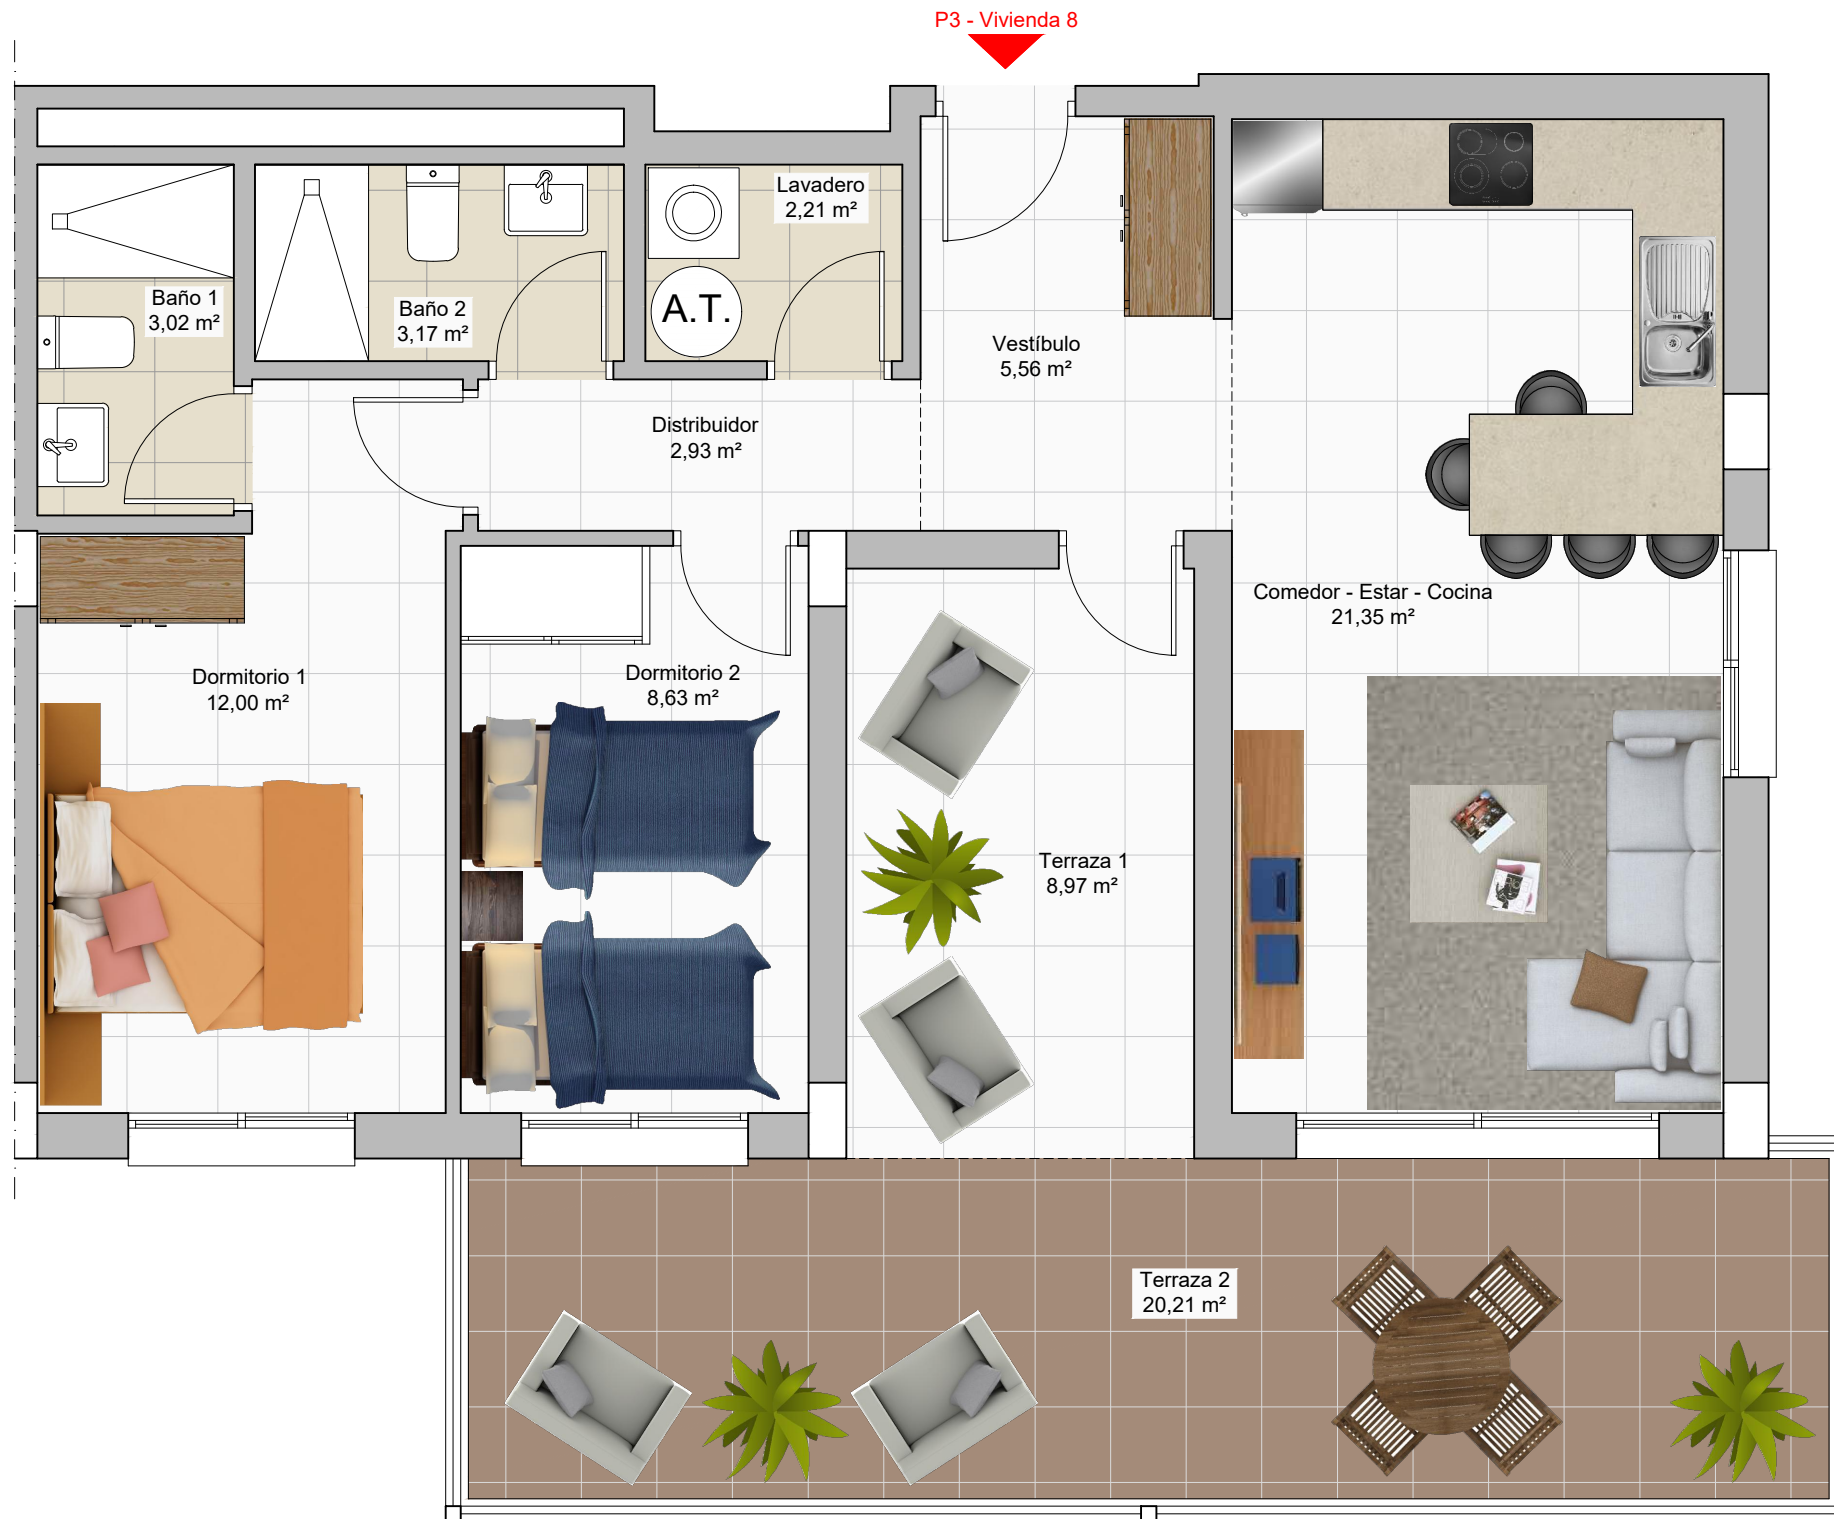 P3 - Vivienda 8
Lavadero
2,21 m²
Baño 1
3,02 m²
Baño 2
3,17 m²
A.T.
Vestíbulo
5,56 m²
Distribuidor
2,93 m²
Comedor - Estar - Cocina
21,35 m²
Dormitorio 1
12,00 m²
Dormitorio 2
8,63 m²
Terraza 1
8,97 m²
Terraza 2
20,21 m²